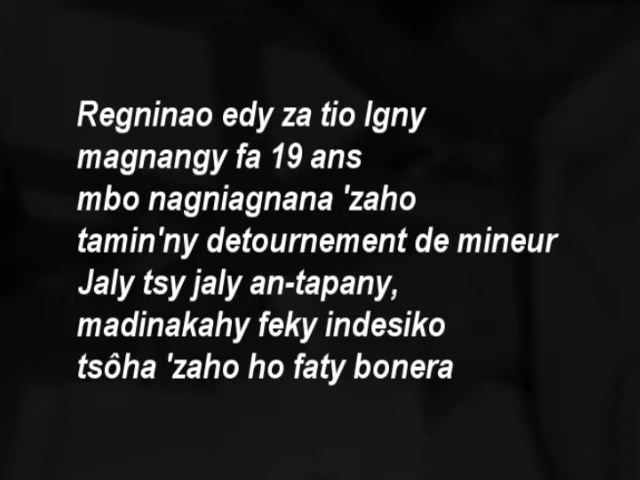 Regninao edy za tio Igny
magnangy fa 19 ans
mbo nagniagnana 'zaho
tamin'ny detournement de mineur
Jaly tsy jaly an-tapany,
madinakahy feky indesiko
tsôha 'zaho ho faty bonera